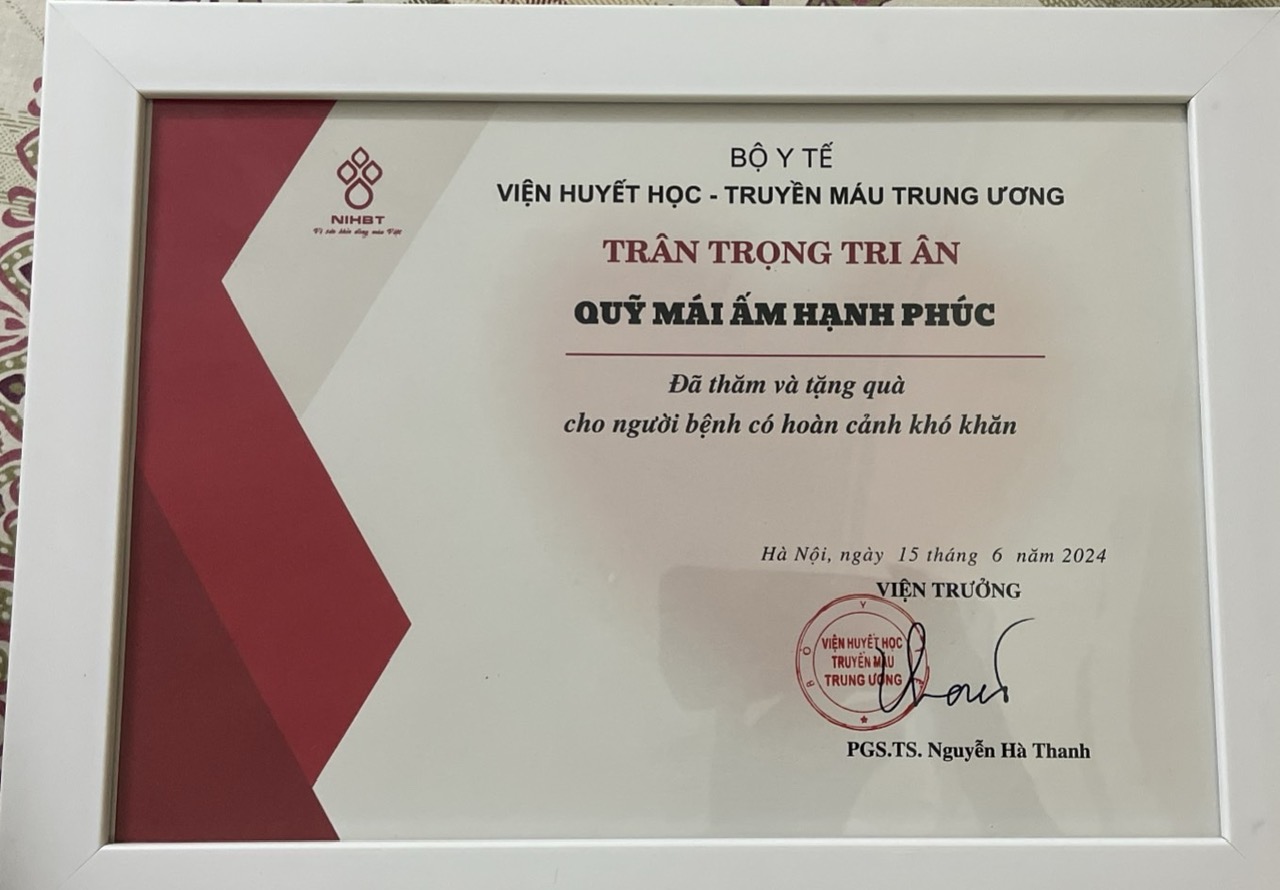 NIHBT
BỘ Y TẾ
VIỆN HUYẾT HỌC - TRUYỀN MÁU TRUNG ƯƠNG
TRÂN TRỌNG TRI ÂN
QUỸ MÁI ẤM HẠNH PHÚC
Đã thăm và tặng quà
cho người bệnh có hoàn cảnh khó khăn
Hà Nội, ngày 15 tháng 6 năm 2024
VIỆN TRƯỞNG
VIỆN HUYẾT HỌC
TRUYỀN MÁU
TRUNG ƯƠNG
PGS.TS. Nguyễn Hà Thanh